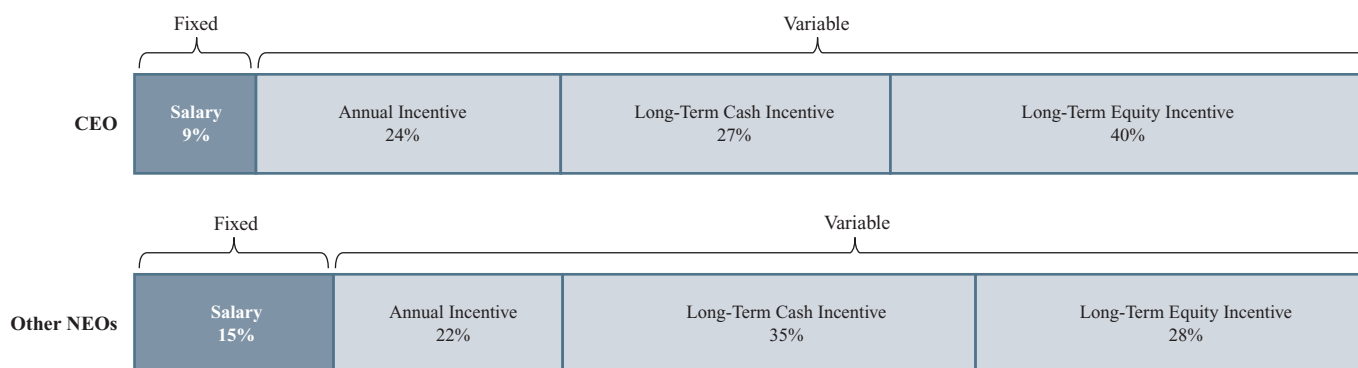 Fixed
Variable
CEO
Salary
9%
Annual Incentive
24%
Long-Term Cash Incentive
27%
Long-Term Equity Incentive
40%
Fixed
Variable
Other NEOs
Salary
15%
Annual Incentive
22%
Long-Term Cash Incentive
35%
Long-Term Equity Incentive
28%